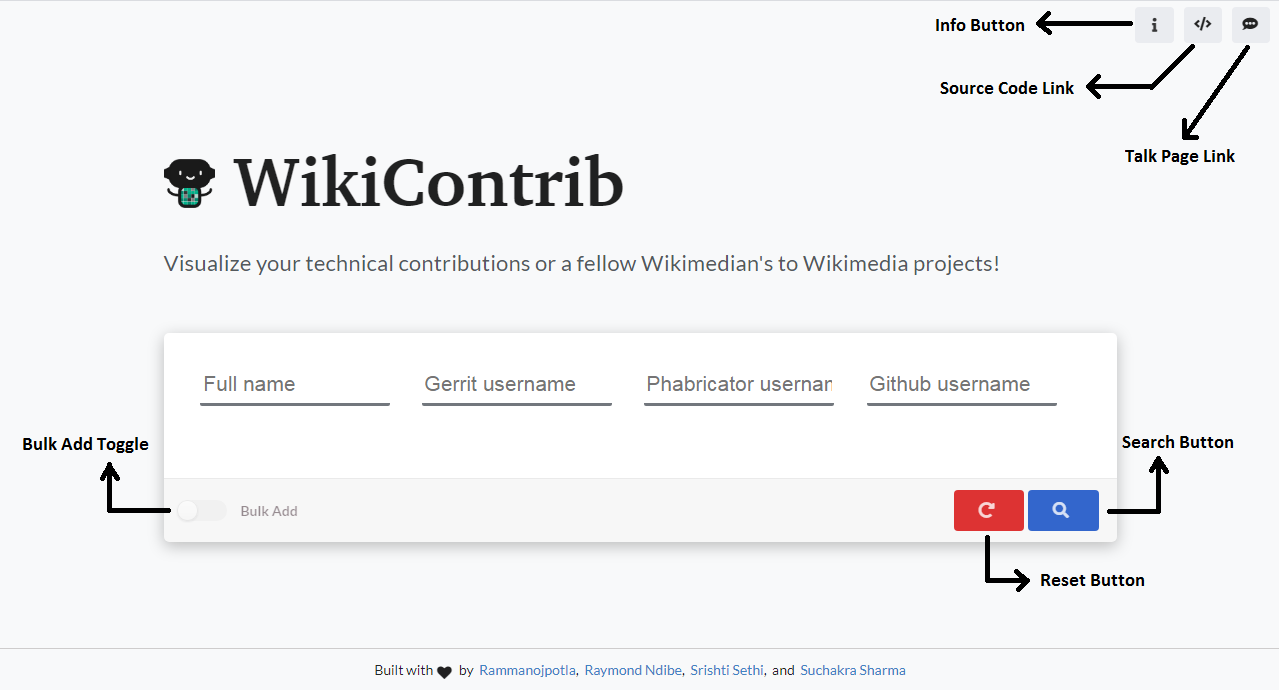 Info Button
Source Code Link
Talk Page Link
WikiContrib
Visualize your technical contributions or a fellow Wikimedian's to Wikimedia projects!
Full name Gerrit username Phabricator usernar Github username
Bulk Add Toggle
Search Button
Bulk Add
Reset Button
Built with by Rammanojpotla, Raymond Ndibe, Srishti Sethi, and Suchakra Sharma